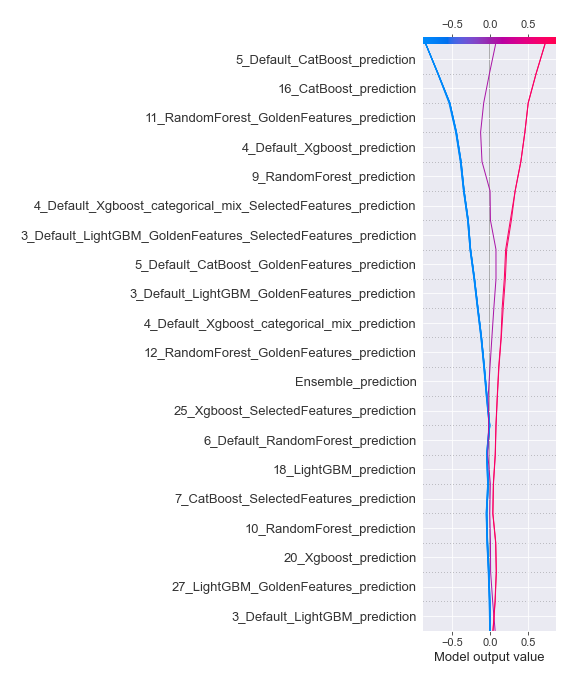 −0.5 0.0 0.5
5_Default_CatBoost_prediction
16_CatBoost_prediction
11_RandomForest_GoldenFeatures_prediction
4_Default_Xgboost_prediction
9_RandomForest_prediction
4_Default_Xgboost_categorical_mix_SelectedFeatures_prediction
3_Default_LightGBM_GoldenFeatures_SelectedFeatures_prediction
5_Default_CatBoost_GoldenFeatures_prediction
3_Default_LightGBM_GoldenFeatures_prediction
4_Default_Xgboost_categorical_mix_prediction
12_RandomForest_GoldenFeatures_prediction
Ensemble_prediction
25_Xgboost_SelectedFeatures_prediction
6_Default_RandomForest_prediction
18_LightGBM_prediction
7_CatBoost_SelectedFeatures_prediction
10_RandomForest_prediction
20_Xgboost_prediction
27_LightGBM_GoldenFeatures_prediction
3_Default_LightGBM_prediction
−0.5 0.0 0.5
Model output value